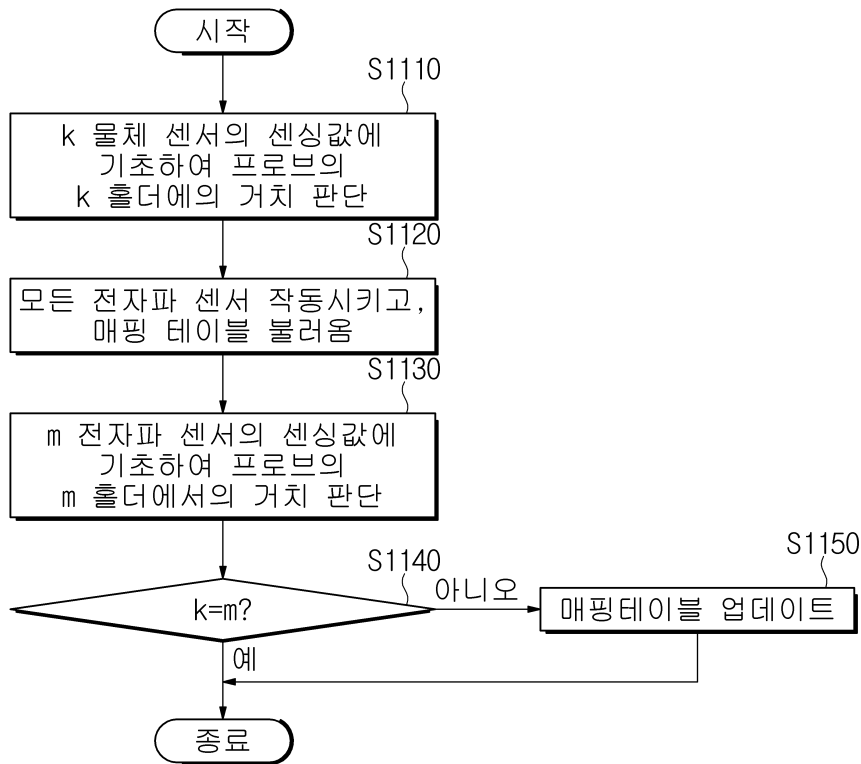 시작
S1110
k 물체 센서의 센싱값에
기초하여 프로브의
k 홀더에의 거치 판단
S1120
모든 전자파 센서 작동시키고,
매핑 테이블 불러옴
S1130
m 전자파 센서의 센싱값에
기초하여 프로브의
m 홀더에서의 거치 판단
S1140
k=m?
아니오
S1150
매핑테이블 업데이트
예
종료